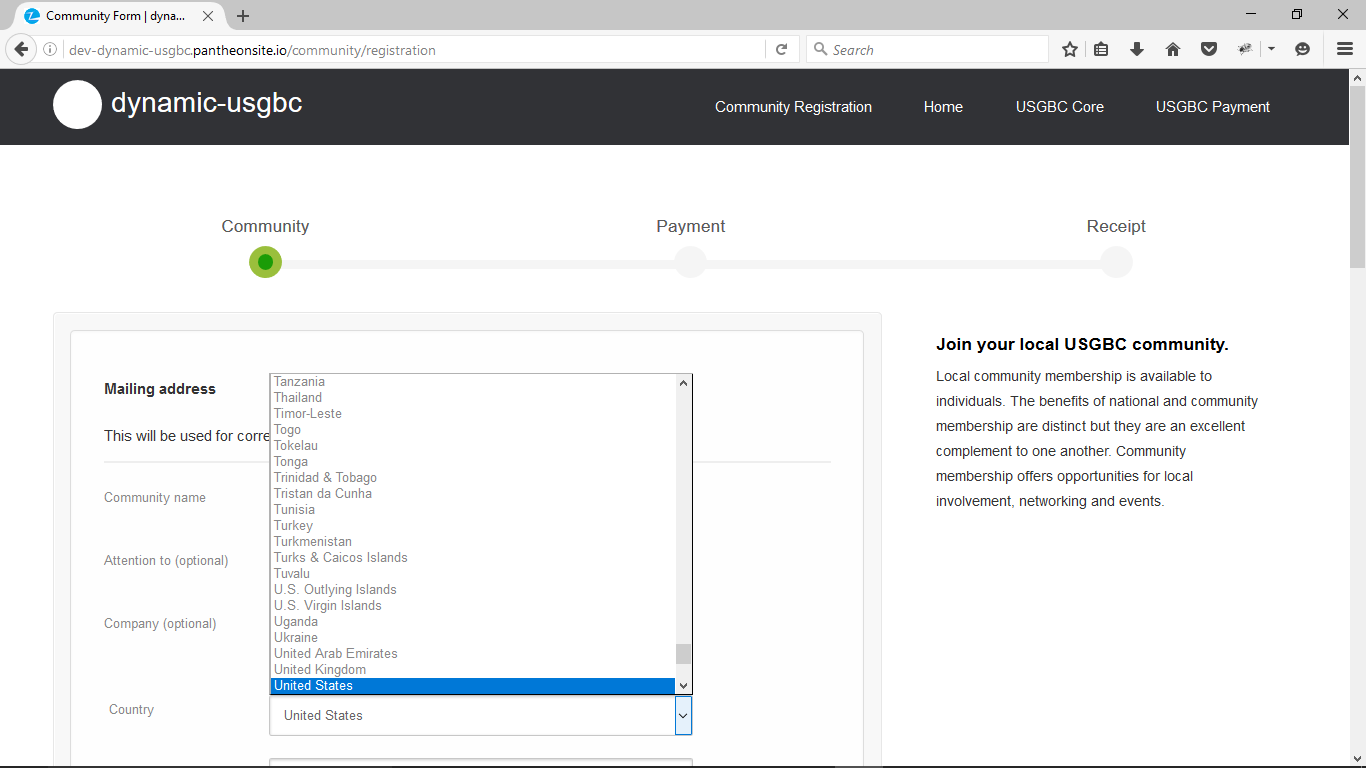 Community Form | dyna...
dev-dynamic-usgbc.pantheonsite.io/community/registration
Search
dynamic-usgbc
Community Registration
Home
USGBC Core
USGBC Payment
Community
Payment
Receipt
Mailing address
This will be used for corre
Community name
Attention to (optional)
Company (optional)
Country
Tanzania
Thailand
Timor-Leste
Togo
Tokelau
Tonga
Trinidad & Tobago
Tristan da Cunha
Tunisia
Turkey
Turkmenistan
Turks & Caicos Islands
Tuvalu
U.S. Outlying Islands
U.S. Virgin Islands
Uganda
Ukraine
United Arab Emirates
United Kingdom
United States
United States
Join your local USGBC community.
Local community membership is available to
individuals. The benefits of national and community
membership are distinct but they are an excellent
complement to one another. Community
membership offers opportunities for local
involvement, networking and events.